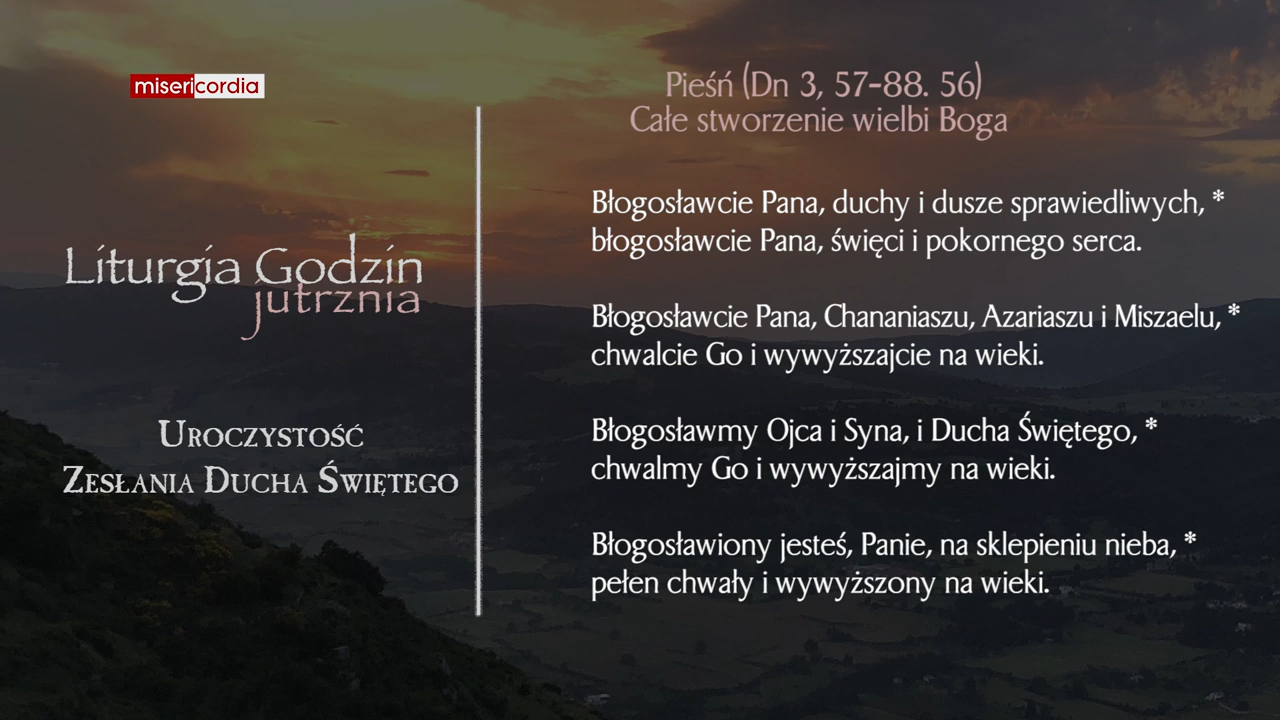 misericordia
Liturgia Godzin
jutrznia
Uroczystość
Zesłania Ducha Świętego
Pieśń (Dn 3, 57-88. 56)
Całe stworzenie wielbi Boga
Błogosławcie Pana, duchy i dusze sprawiedliwych, *
błogosławcie Pana, święci i pokornego serca.
Błogosławcie Pana, Chananiaszu, Azariaszu i Miszaelu, *
chwalcie Go i wywyższajcie na wieki.
Błogosławmy Ojca i Syna, i Ducha Świętego, *
chwalmy Go i wywyższajmy na wieki.
Błogosławiony jesteś, Panie, na sklepieniu nieba, *
pełen chwały i wywyższony na wieki.